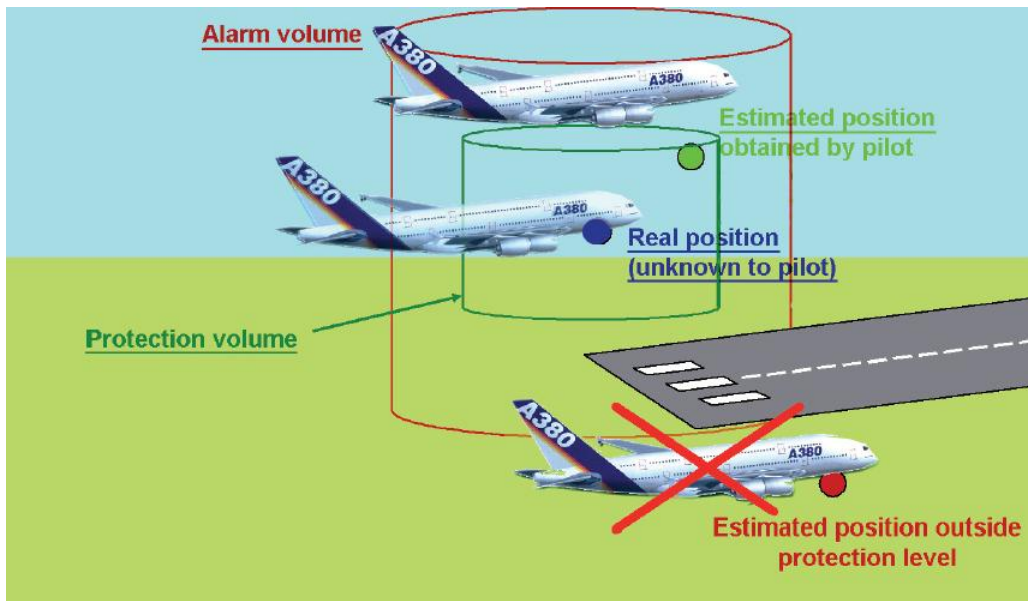 Alarm volume
A380
A380
Estimated position
obtained by pilot
A380
A380
Real position
(unknown to pilot)
Protection volume
A380
A380
Estimated position outside
protection level